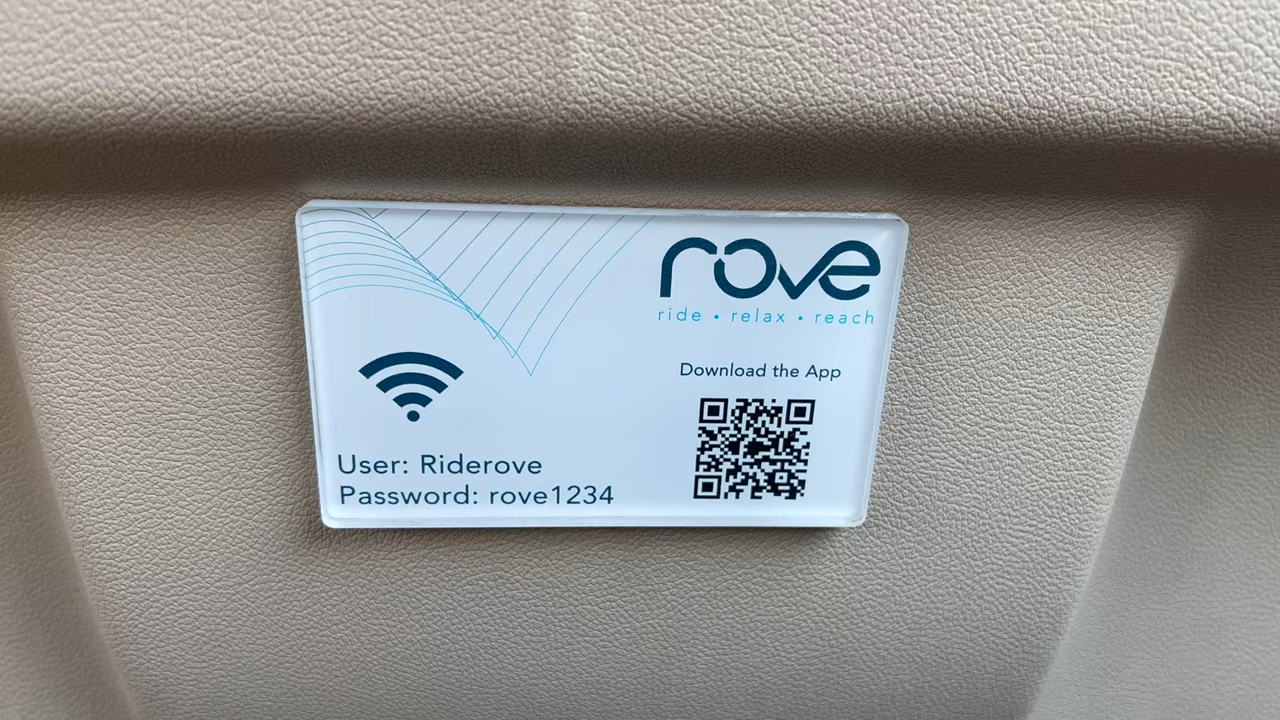 rove
ride • relax • reach
Download the App
User: Riderove
Password: rove1234